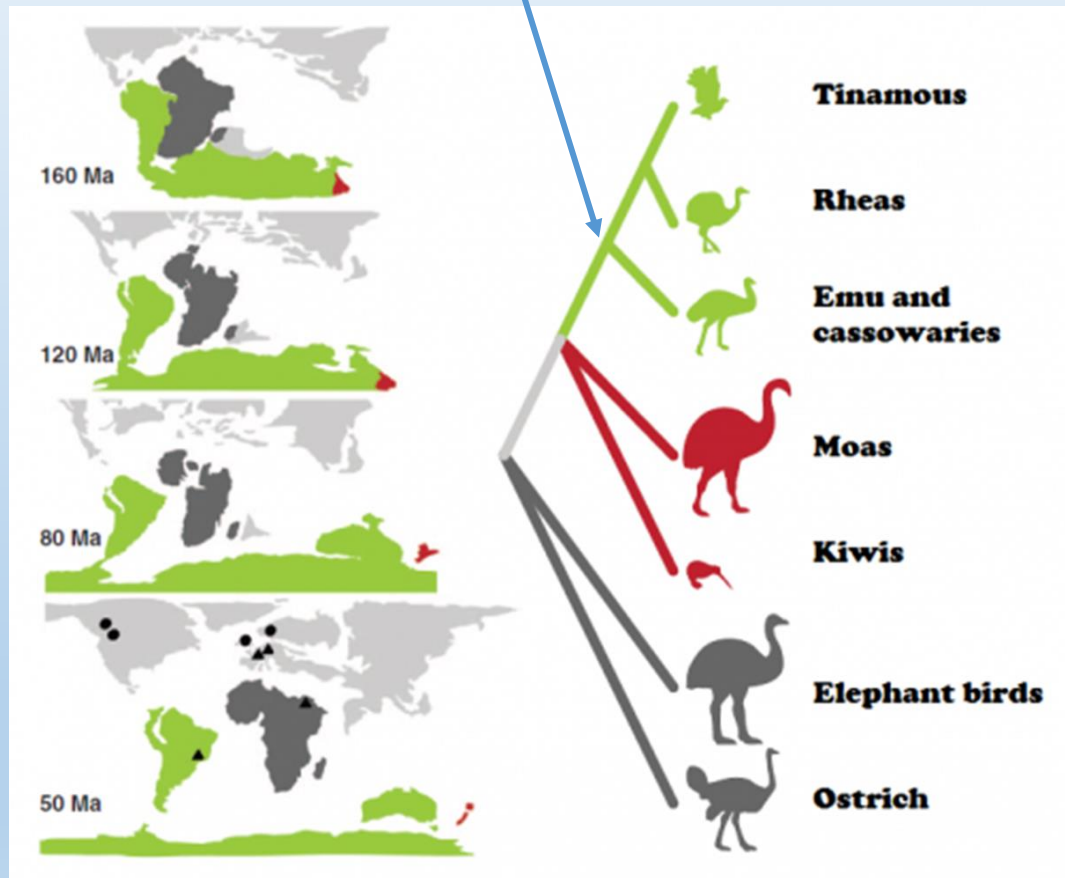 160 Ma
120 Ma
80 Ma
50 Ma
Tinamous
Rheas
Emu and
cassowaries
Moas
Kiwis
Elephant birds
Ostrich